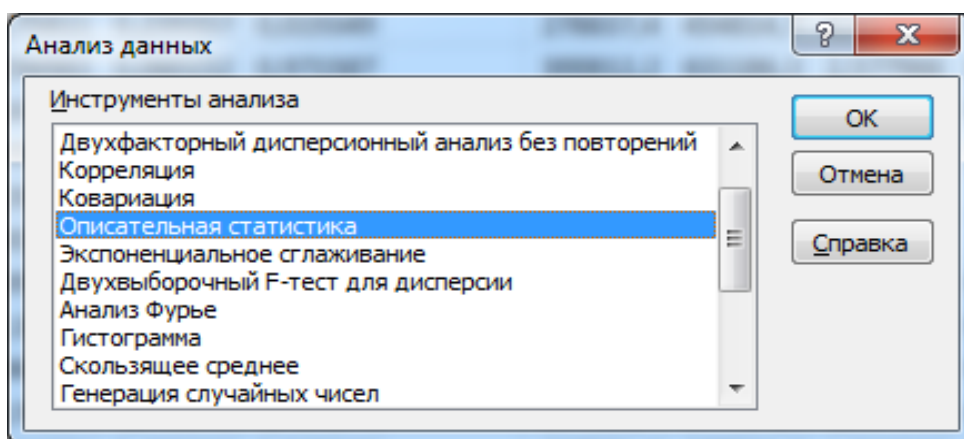 Анализ данных
Инструменты анализа
Двухфакторный дисперсионный анализ без повторений
Корреляция
Ковариация
Описательная статистика
Экспоненциальное сглаживание
Двухвыборочный F-тест для дисперсии
Анализ Фурье
Гистограмма
Скользящее среднее
Генерация случайных чисел
ОК
Отмена
Справка